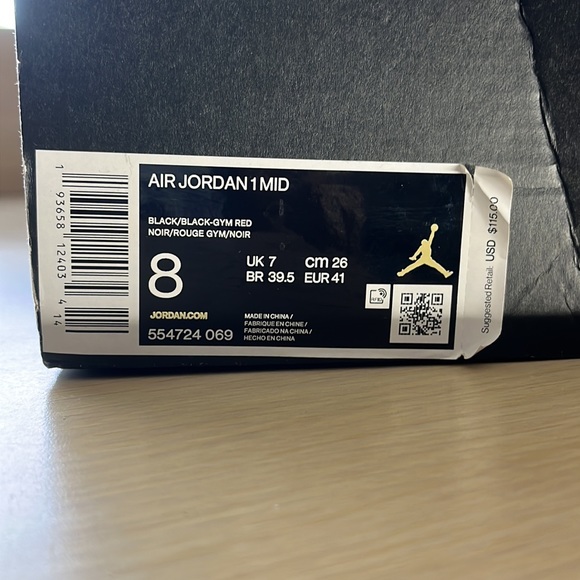 AIR JORDAN 1 MID
BLACK/BLACK-GYM RED
NOIR/ROUGE GYM/NOIR
8
UK 7 cm 26
BR 39.5 EUR 41
JORDAN.COM
554724 069
MADE IN CHINA /
FABRIQUE EN CHINE /
FABRICADO NA CHINA /
HECHO EN CHINA
1 93658 12403 4 14
Suggested Retail: USD $115.00